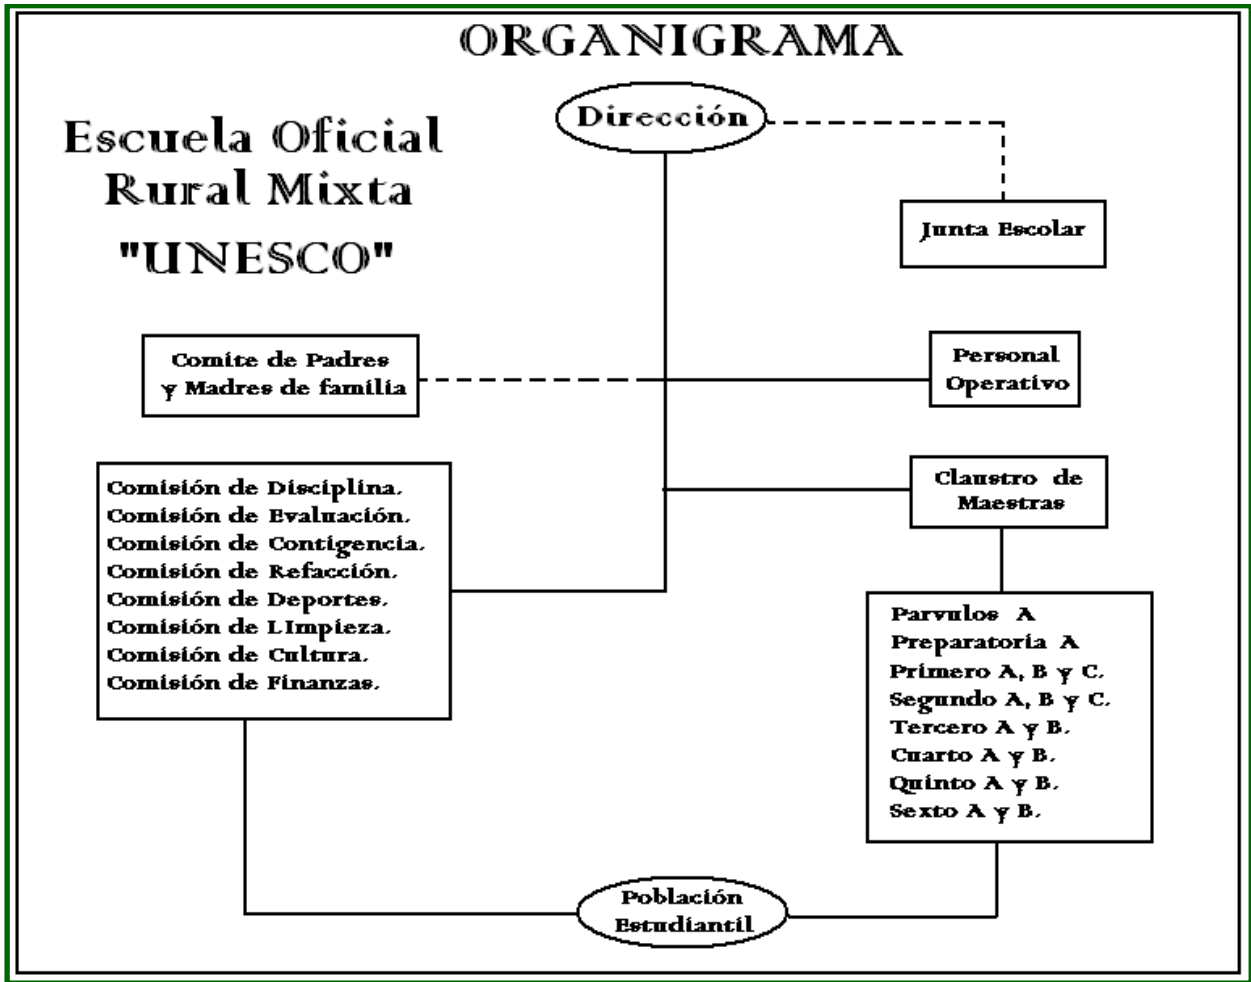 ORGANIGRAMA
Escuela Oficial
Rural Mixta
"UNESCO"
Dirección
Junta Escolar
Comite de Padres
y Madres de familia
Personal
Operativo
Comisión de Disciplina.
Comisión de Evaluación.
Comisión de Contigencia.
Comisión de Refacción.
Comisión de Deportes.
Comisión de LImpieza.
Comisión de Cultura.
Comisión de Finanzas.
Claustro de
Maestras
Parvulos A
Preparatoria A
Primero A, B y C.
Segundo A, B y C.
Tercero A y B.
Cuarto A y B.
Quinto A y B.
Sexto A y B.
Población
Estudiantil